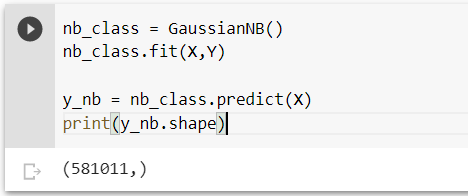 nb_class = GaussianNB()
nb_class.fit(X,Y)
y_nb = nb_class.predict(X)
print(y_nb.shape)
(581011,)